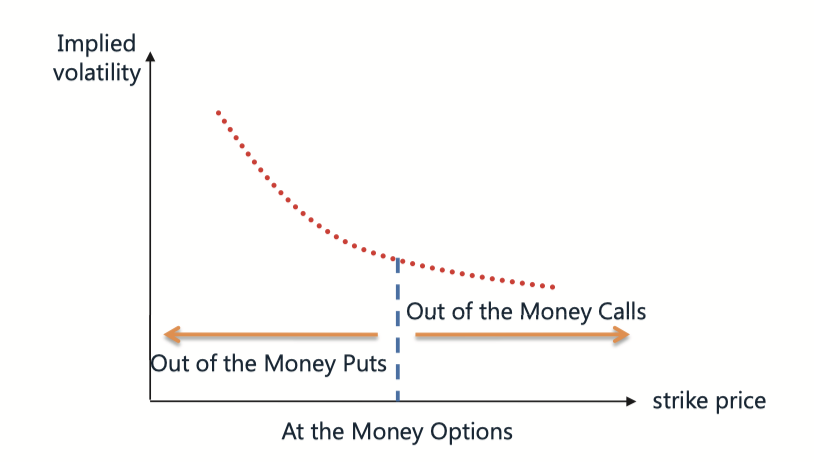 Implied
volatility
Out of the Money Calls
Out of the Money Puts
strike price
At the Money Options